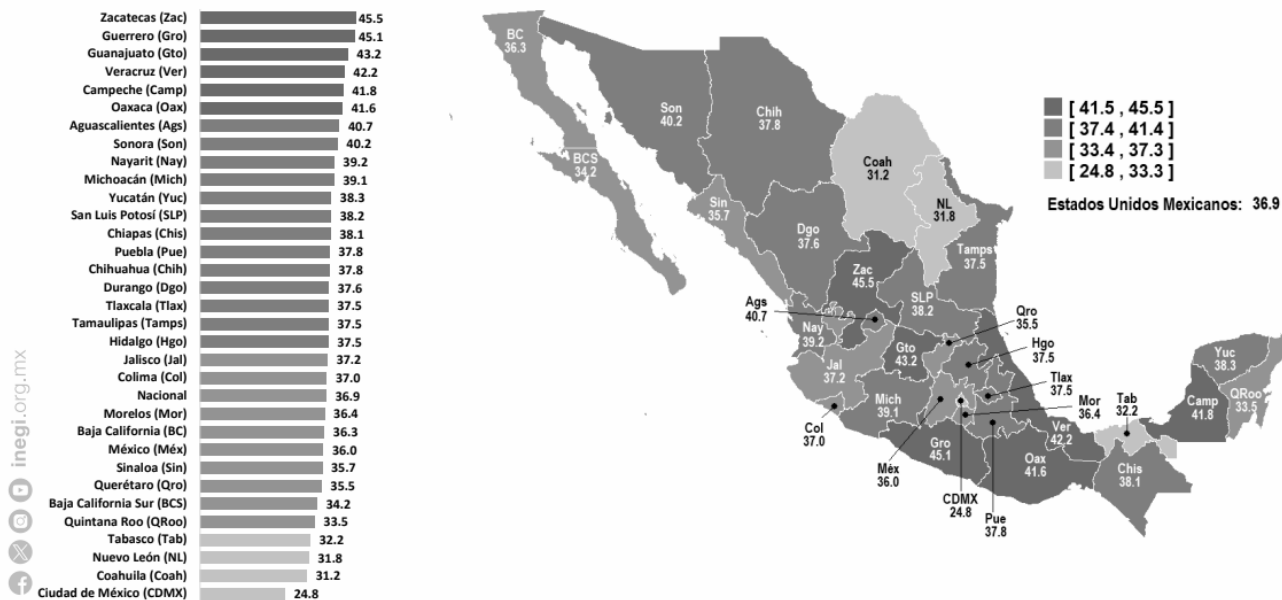 Zacatecas (Zac) 45.5
Guerrero (Gro) 45.1
Guanajuato (Gto) 43.2
Veracruz (Ver) 42.2
Campeche (Camp) 41.8
Oaxaca (Oax) 41.6
Aguascalientes (Ags) 40.7
Sonora (Son) 40.2
Nayarit (Nay) 39.2
Michoacán (Mich) 39.1
Yucatán (Yuc) 38.3
San Luis Potosí (SLP) 38.2
Chiapas (Chis) 38.1
Puebla (Pue) 37.8
Chihuahua (Chih) 37.8
Durango (Dgo) 37.6
Tlaxcala (Tlax) 37.5
Tamaulipas (Tamps) 37.5
Hidalgo (Hgo) 37.5
Jalisco (Jal) 37.2
Colima (Col) 37.0
Nacional 36.9
Morelos (Mor) 36.4
Baja California (BC) 36.3
México (Méx) 36.0
Sinaloa (Sin) 35.7
Querétaro (Qro) 35.5
Baja California Sur (BCS) 34.2
Quintana Roo (QRoo) 33.5
Tabasco (Tab) 32.2
Nuevo León (NL) 31.8
Coahuila (Coah) 31.2
Ciudad de México (CDMX) 24.8
inegi.org.mx
BC
36.3
Son
40.2
Chih
37.8
BCS
34.2
Coah
31.2
Sin
35.7
NL
31.8
Dgo
37.6
Tamps
37.5
Zac
45.5
SLP
38.2
Ags
40.7
Nay
39.2
Qro
35.5
Gto
43.2
Hgo
37.5
Jal
37.2
Tlax
37.5
Mich
39.1
Mor
36.4
Col
37.0
Ver
42.2
Tab
32.2
Yuc
38.3
Camp
41.8
QRoo
33.5
Gro
45.1
Méx
36.0
Oax
41.6
Chis
38.1
CDMX
24.8
Pue
37.8
[ 41.5 , 45.5 ]
[ 37.4 , 41.4 ]
[ 33.4 , 37.3 ]
[ 24.8 , 33.3 ]
Estados Unidos Mexicanos: 36.9